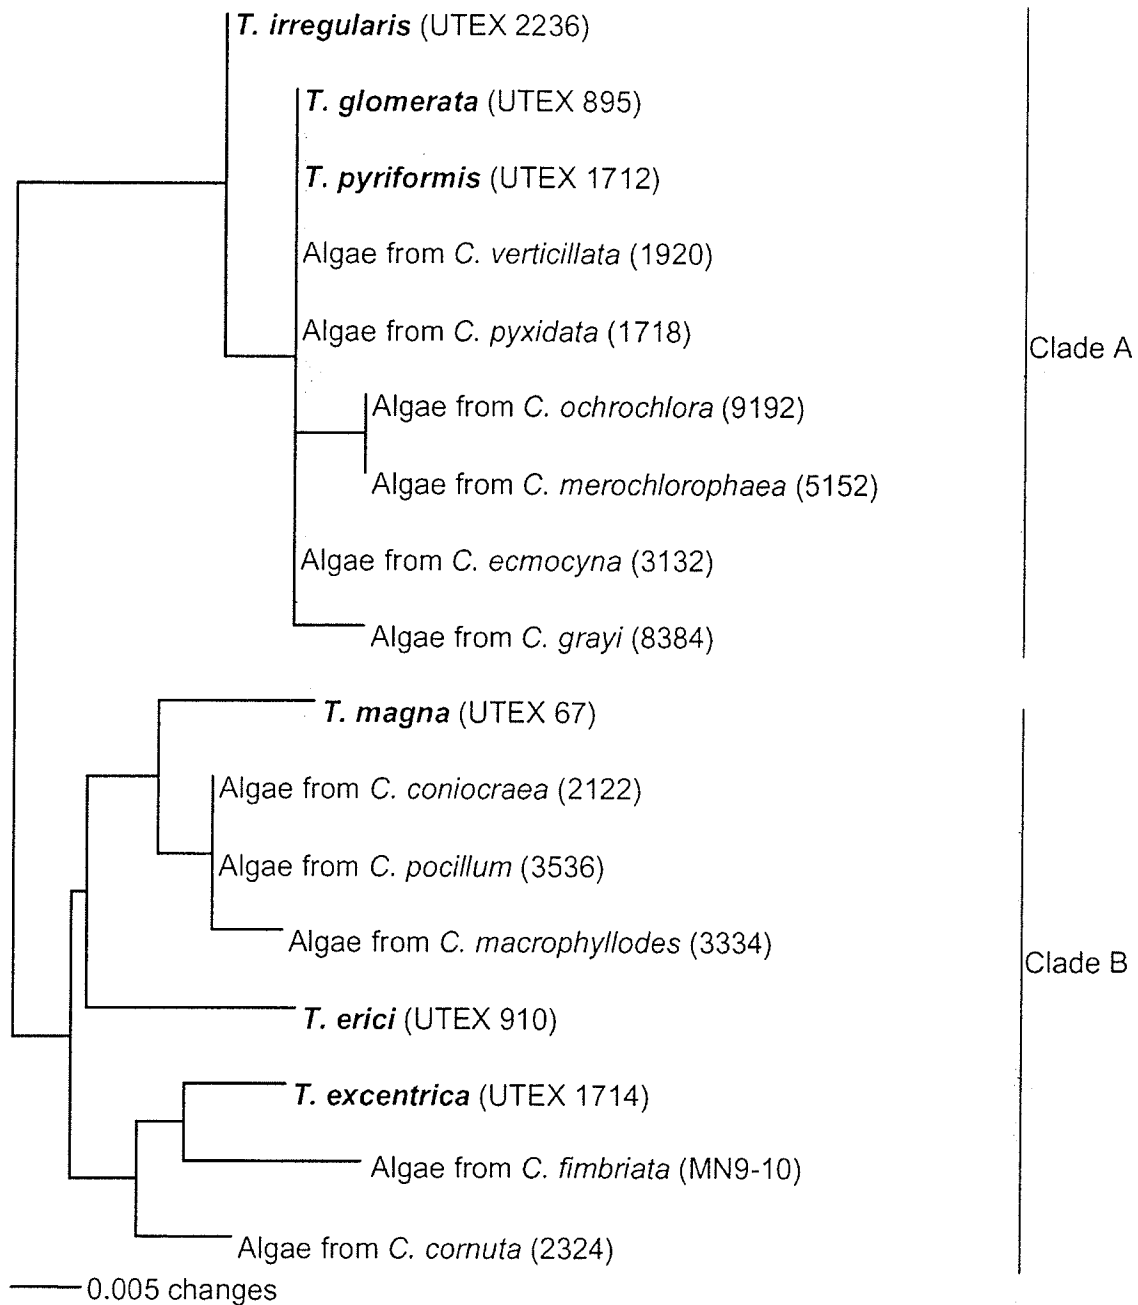 T. irregularis (UTEX 2236)
T. glomerata (UTEX 895)
T. pyriformis (UTEX 1712)
Algae from C. verticillata (1920)
Algae from C. pyxidata (1718)
Clade A
Algae from C. ochrochlora (9192)
Algae from C. merochlorophaea (5152)
Algae from C. ecmocyna (3132)
Algae from C. grayi (8384)
T. magna (UTEX 67)
Algae from C. coniocraea (2122)
Algae from C. pocillum (3536)
Algae from C. macrophyllodes (3334)
Clade B
T. erici (UTEX 910)
T. excentrica (UTEX 1714)
Algae from C. fimbriata (MN9-10)
Algae from C. cornuta (2324)
0.005 changes